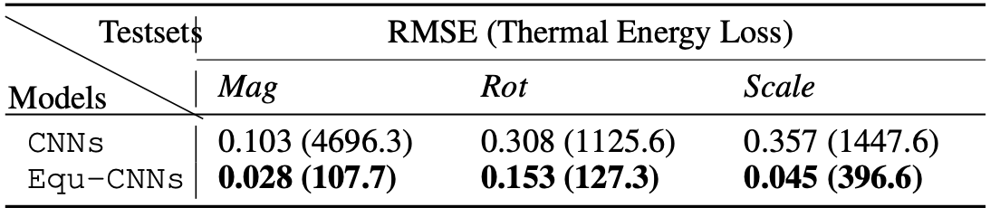 Testsets RMSE (Thermal Energy Loss)
Models Mag Rot Scale
CNNs 0.103 (4696.3) 0.308 (1125.6) 0.357 (1447.6)
Equ-CNNs 0.028 (107.7) 0.153 (127.3) 0.045 (396.6)